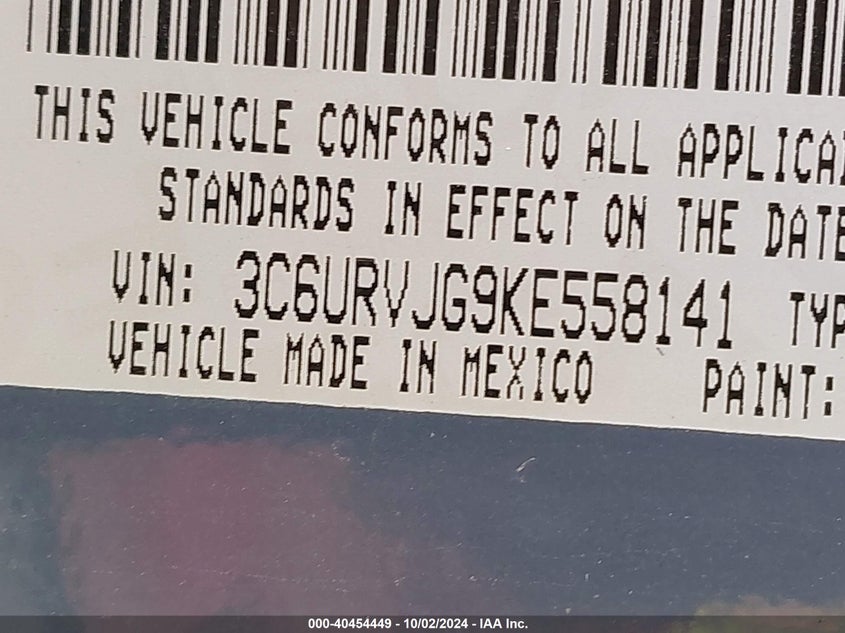 THIS VEHICLE CONFORMS TO ALL
STANDARDS IN EFFECT ON THE DATE
VIN: 3C6URVJG9KE558141 TYP
VEHICLE MADE IN MEXICO PAINT:
000-40454449 - 10/02/2024 - IAA Inc.